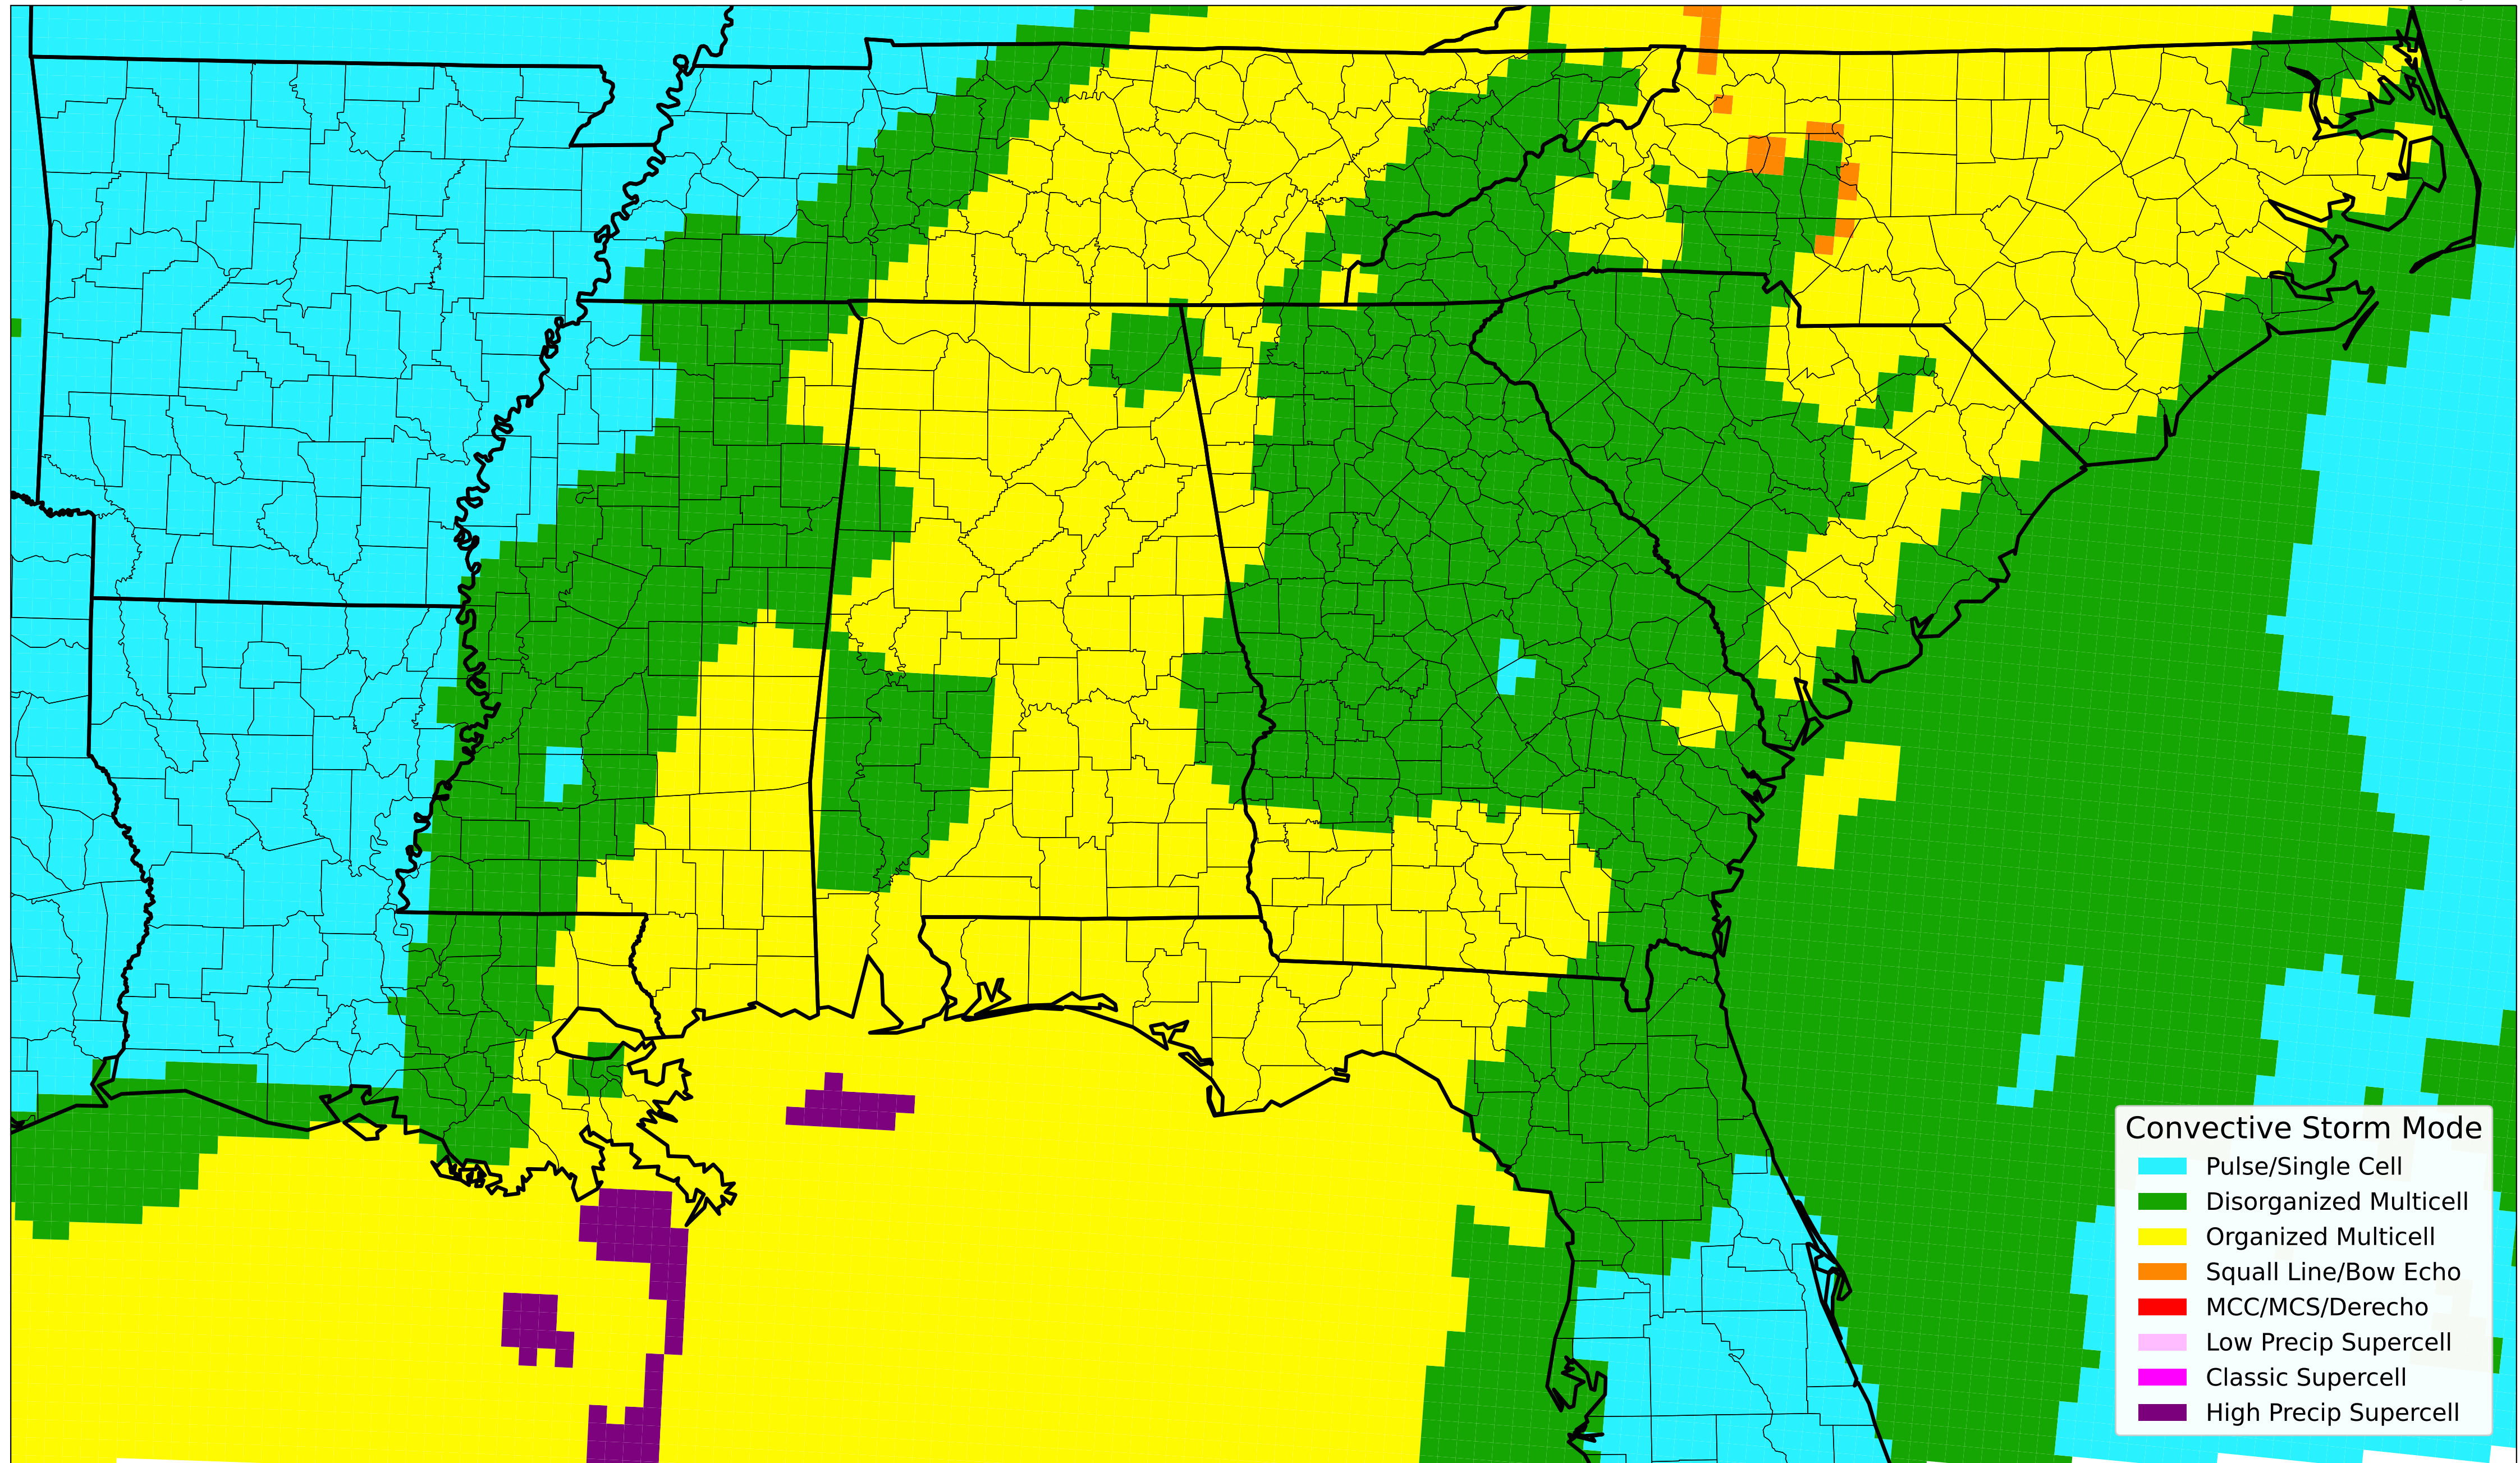 Convective Storm Mode
Pulse/Single Cell
Disorganized Multicell
Organized Multicell
Squall Line/Bow Echo
MCC/MCS/Derecho
Low Precip Supercell
Classic Supercell
High Precip Supercell